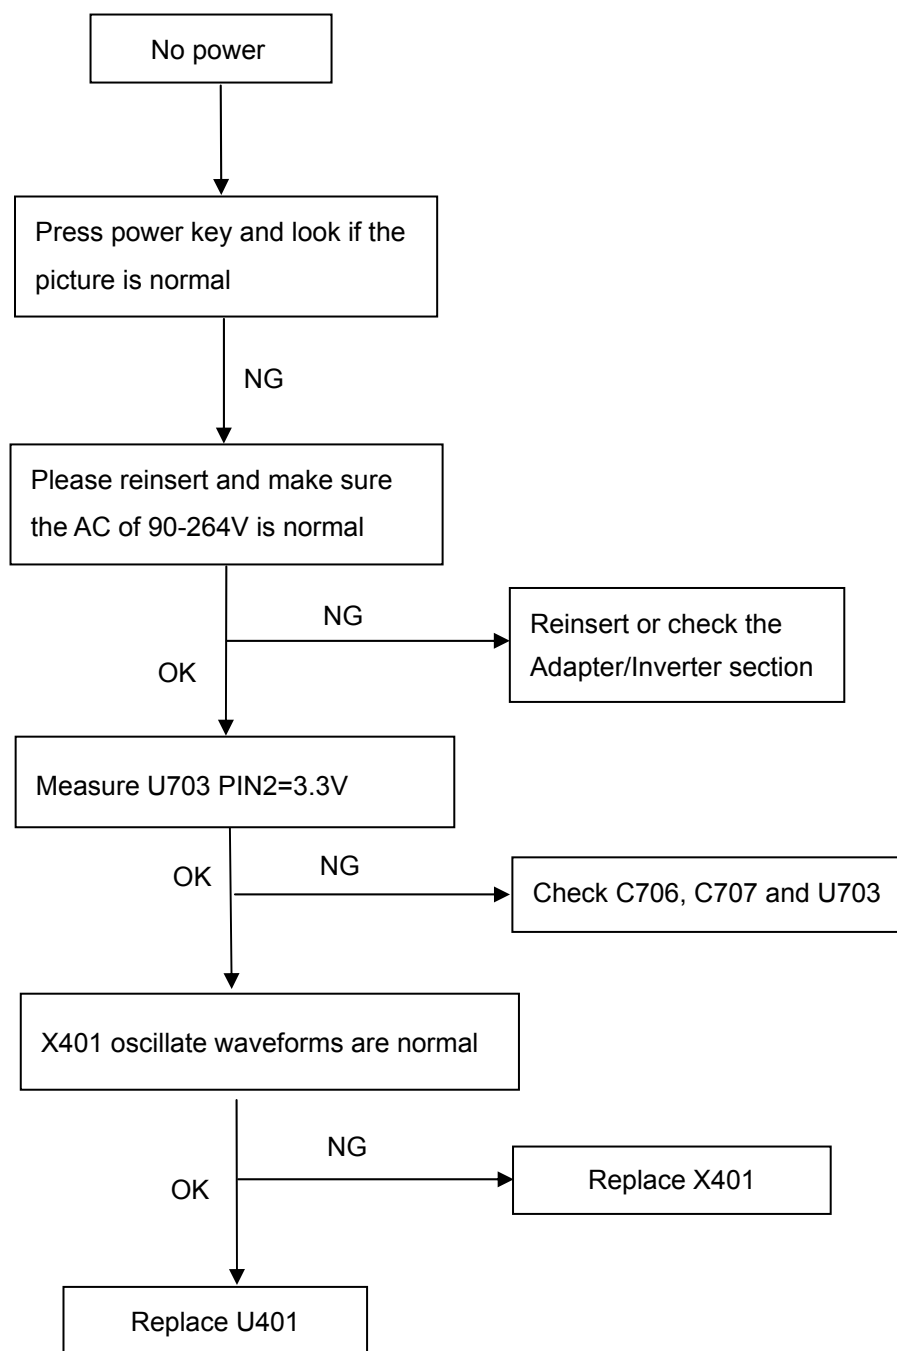 No power
Press power key and look if the
picture is normal
NG
Please reinsert and make sure
the AC of 90-264V is normal
NG
Reinsert or check the
Adapter/Inverter section
OK
Measure U703 PIN2=3.3V
OK
NG
Check C706, C707 and U703
X401 oscillate waveforms are normal
NG
Replace X401
OK
Replace U401